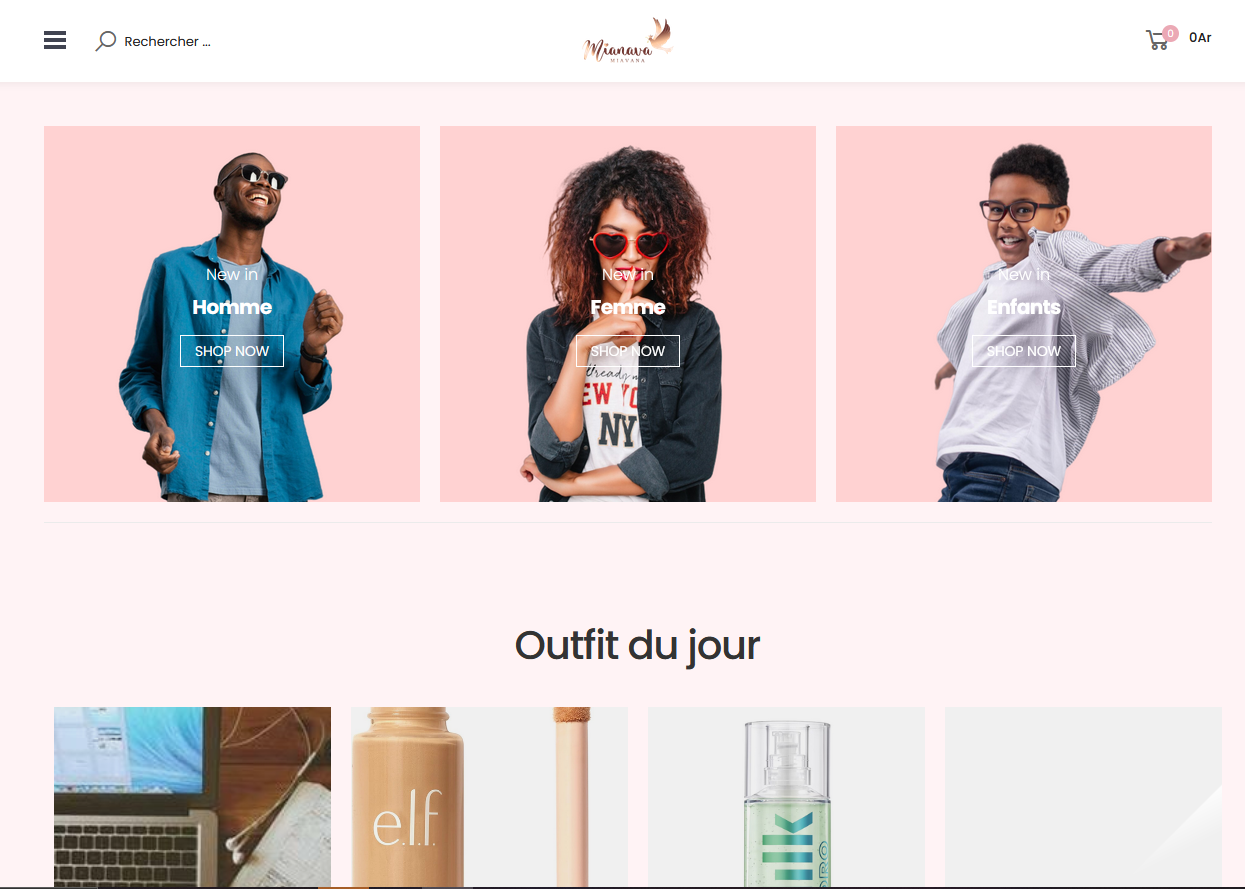 Rechercher ...
Mianava
MIAVANA
0
0Ar
New in
Homme
SHOP NOW
New in
Femme
SHOP NOW
New in
Enfants
SHOP NOW
Already
NEW YO
NY
Outfit du jour
e.l.f.